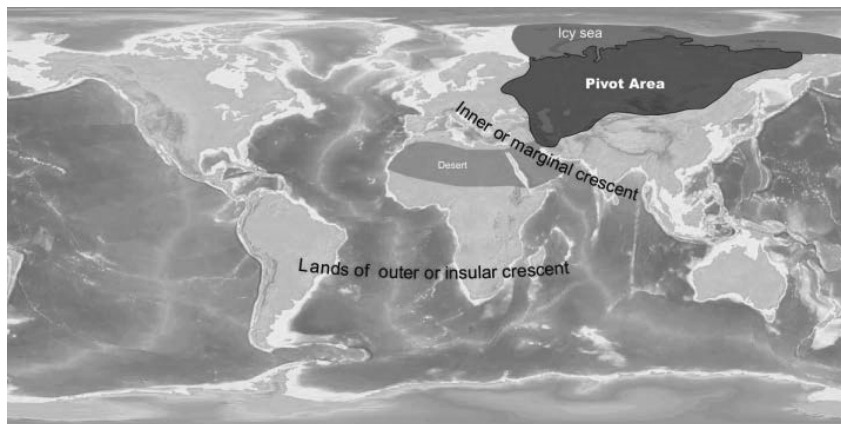 Icy sea
Pivot Area
Inner or marginal crescent
Desert
Lands of outer or insular crescent